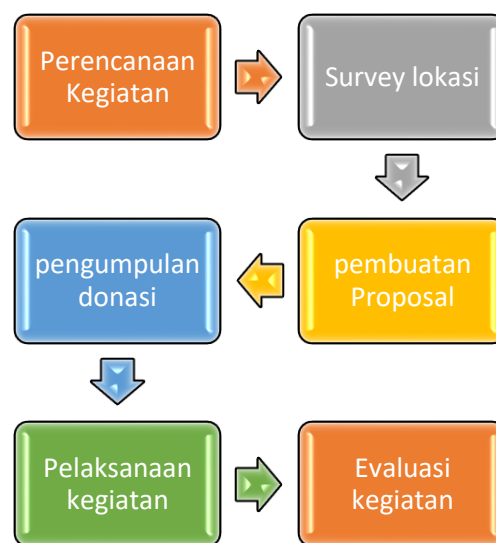 Perencanaan
Kegiatan
Survey lokasi
pembuatan
Proposal
pengumpulan
donasi
Pelaksanaan
kegiatan
Evaluasi
kegiatan